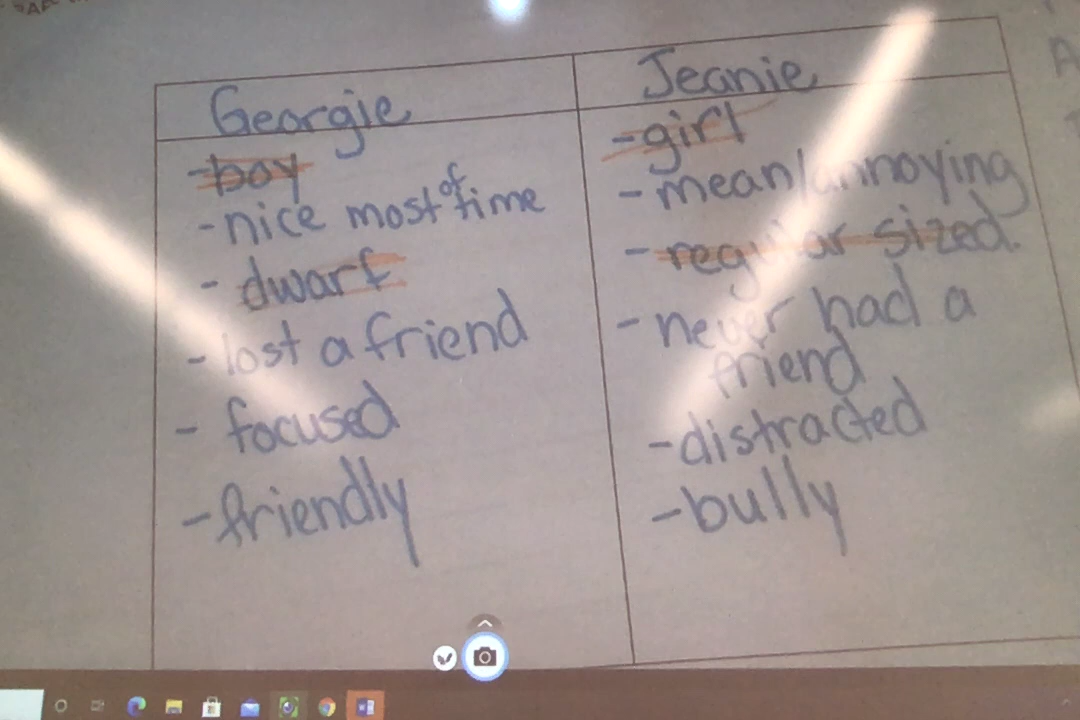 Georgie
-boy
-nice most of time
- dwarf
- lost a friend
- focused
-friendly
Jeanie
-girl
-mean/annoying
- regular sized.
- never had a
friend
-distracted
-bully